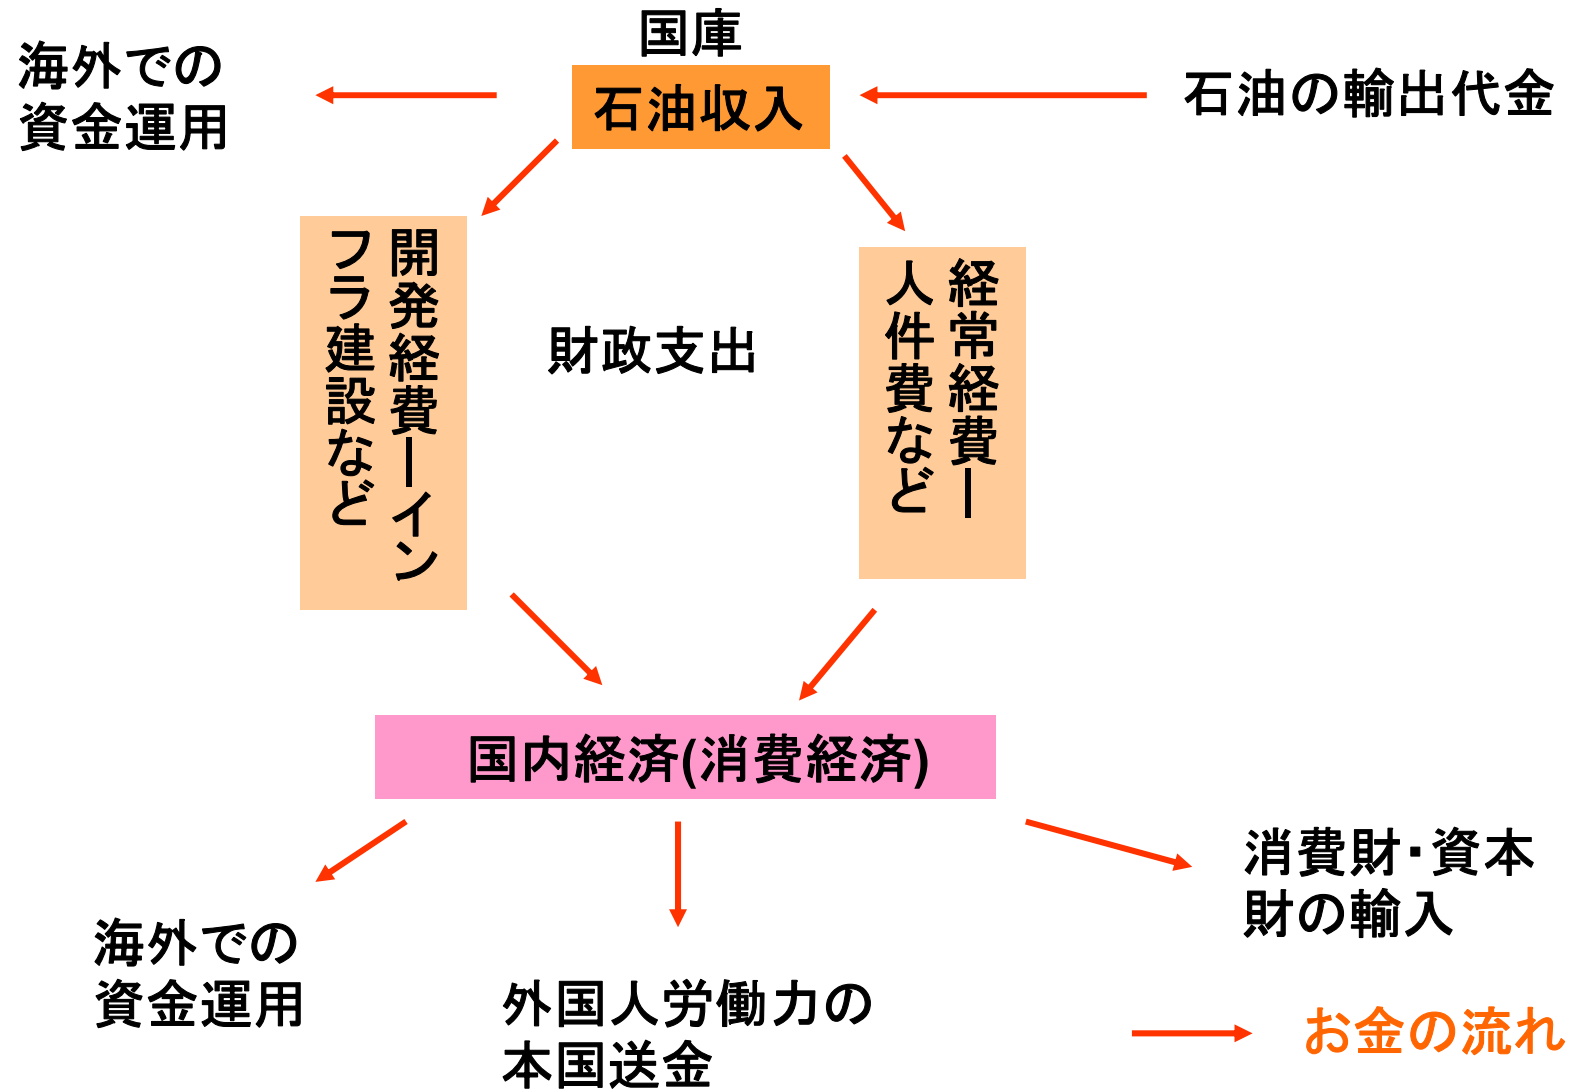 国庫
海外での
資金運用
石油収入
石油の輸出代金
開発経費―イン
フラ建設など
財政支出
経常経費―
人件費など
国内経済(消費経済)
海外での
資金運用
外国人労働力の
本国送金
消費財・資本
財の輸入
お金の流れ